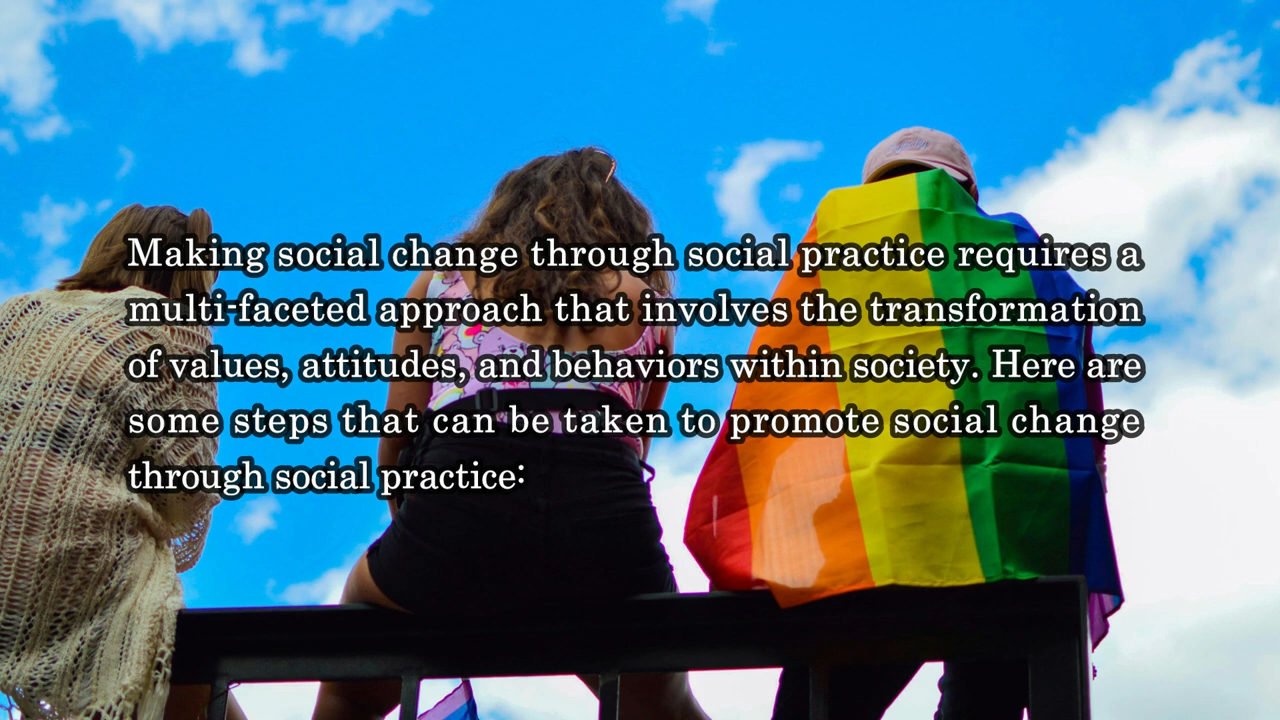 Making social change through social practice requires a
multi-faceted approach that involves the transformation
of values, attitudes, and behaviors within society. Here are
some steps that can be taken to promote social change
through social practice: